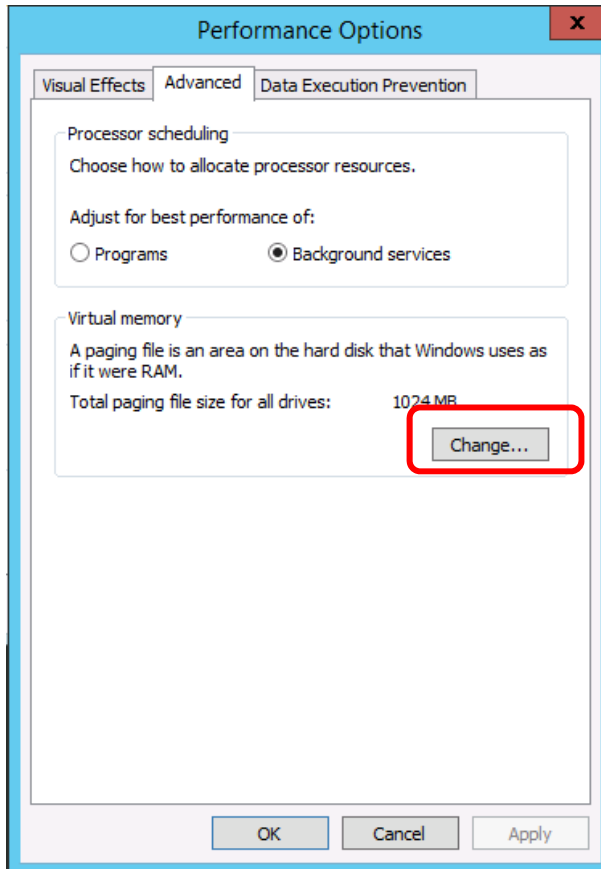 Performance Options
x
Visual Effects Advanced Data Execution Prevention
Processor scheduling
Choose how to allocate processor resources.
Adjust for best performance of:
Programs Background services
Virtual memory
A paging file is an area on the hard disk that Windows uses as
if it were RAM.
Total paging file size for all drives: 1024 MB
Change...
OK Cancel Apply